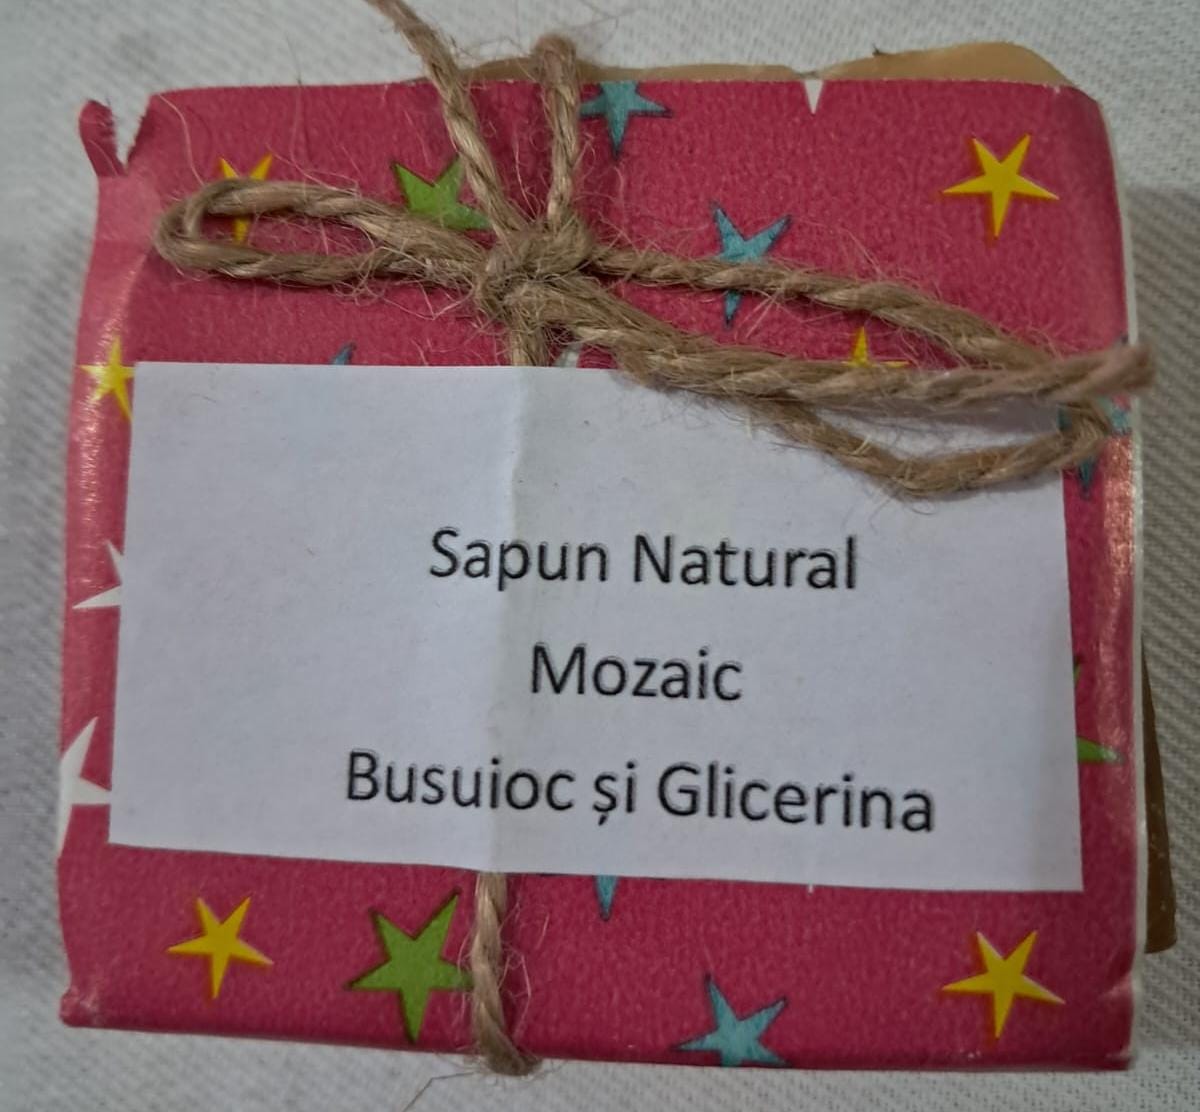 Sapun Natural
Mozaic
Busuioc și Glicerina